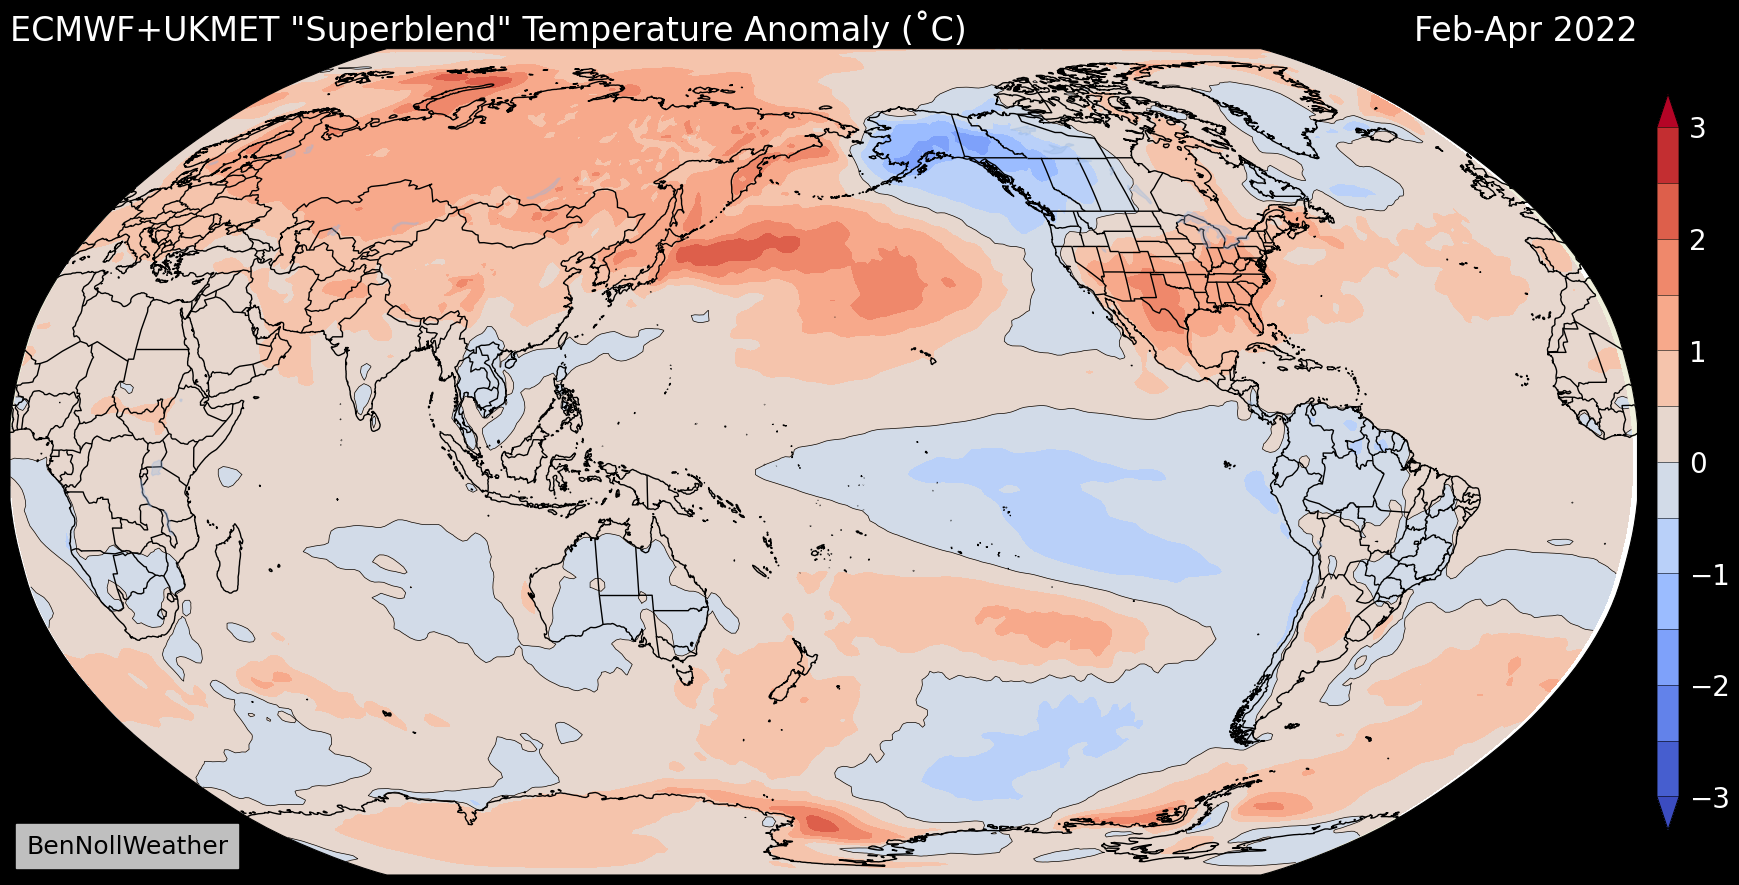 ECMWF+UKMET "Superblend" Temperature Anomaly (˚C)
Feb-Apr 2022
3
2
1
0
−1
−2
−3
BenNollWeather